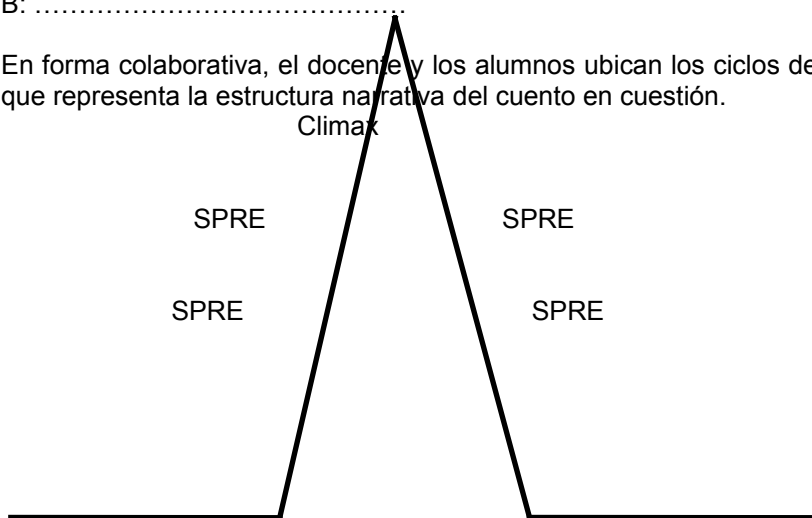 B: ……………………………………
En forma colaborativa, el docente y los alumnos ubican los ciclos de
que representa la estructura narrativa del cuento en cuestión.
Climax
SPRE SPRE
SPRE SPRE